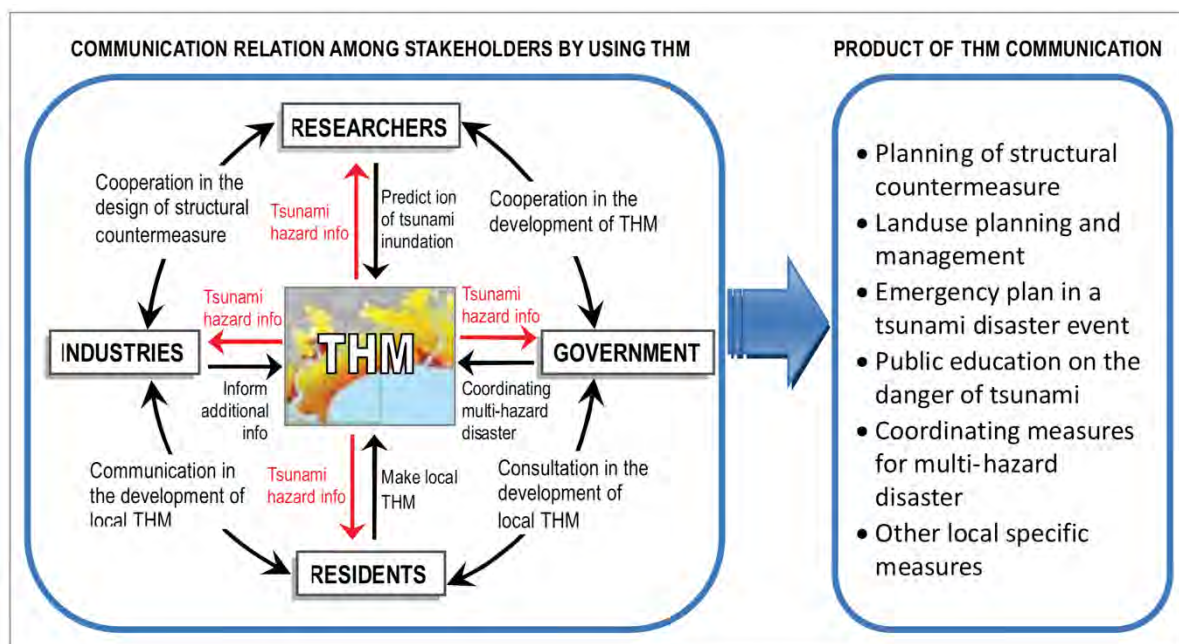 COMMUNICATION RELATION AMONG STAKEHOLDERS BY USING THM
RESEARCHERS
Cooperation in the
design of structural
countermeasure
Tsunami
hazard info
Predict ion
of tsunami
inundation
Cooperation in the
development of THM
Tsunami
hazard info
Tsunami
hazard info
INDUSTRIES
THM
GOVERNMENT
Inform
additional
info
Coordinating
multi-hazard
disaster
Communication in
the development of
local THM
Tsunami
hazard info
Make local
THM
Consultation in the
development of
local THM
RESIDENTS
PRODUCT OF THM COMMUNICATION
• Planning of structural
countermeasure
• Landuse planning and
management
• Emergency plan in a
tsunami disaster event
• Public education on the
danger of tsunami
• Coordinating measures
for multi-hazard
disaster
• Other local specific
measures